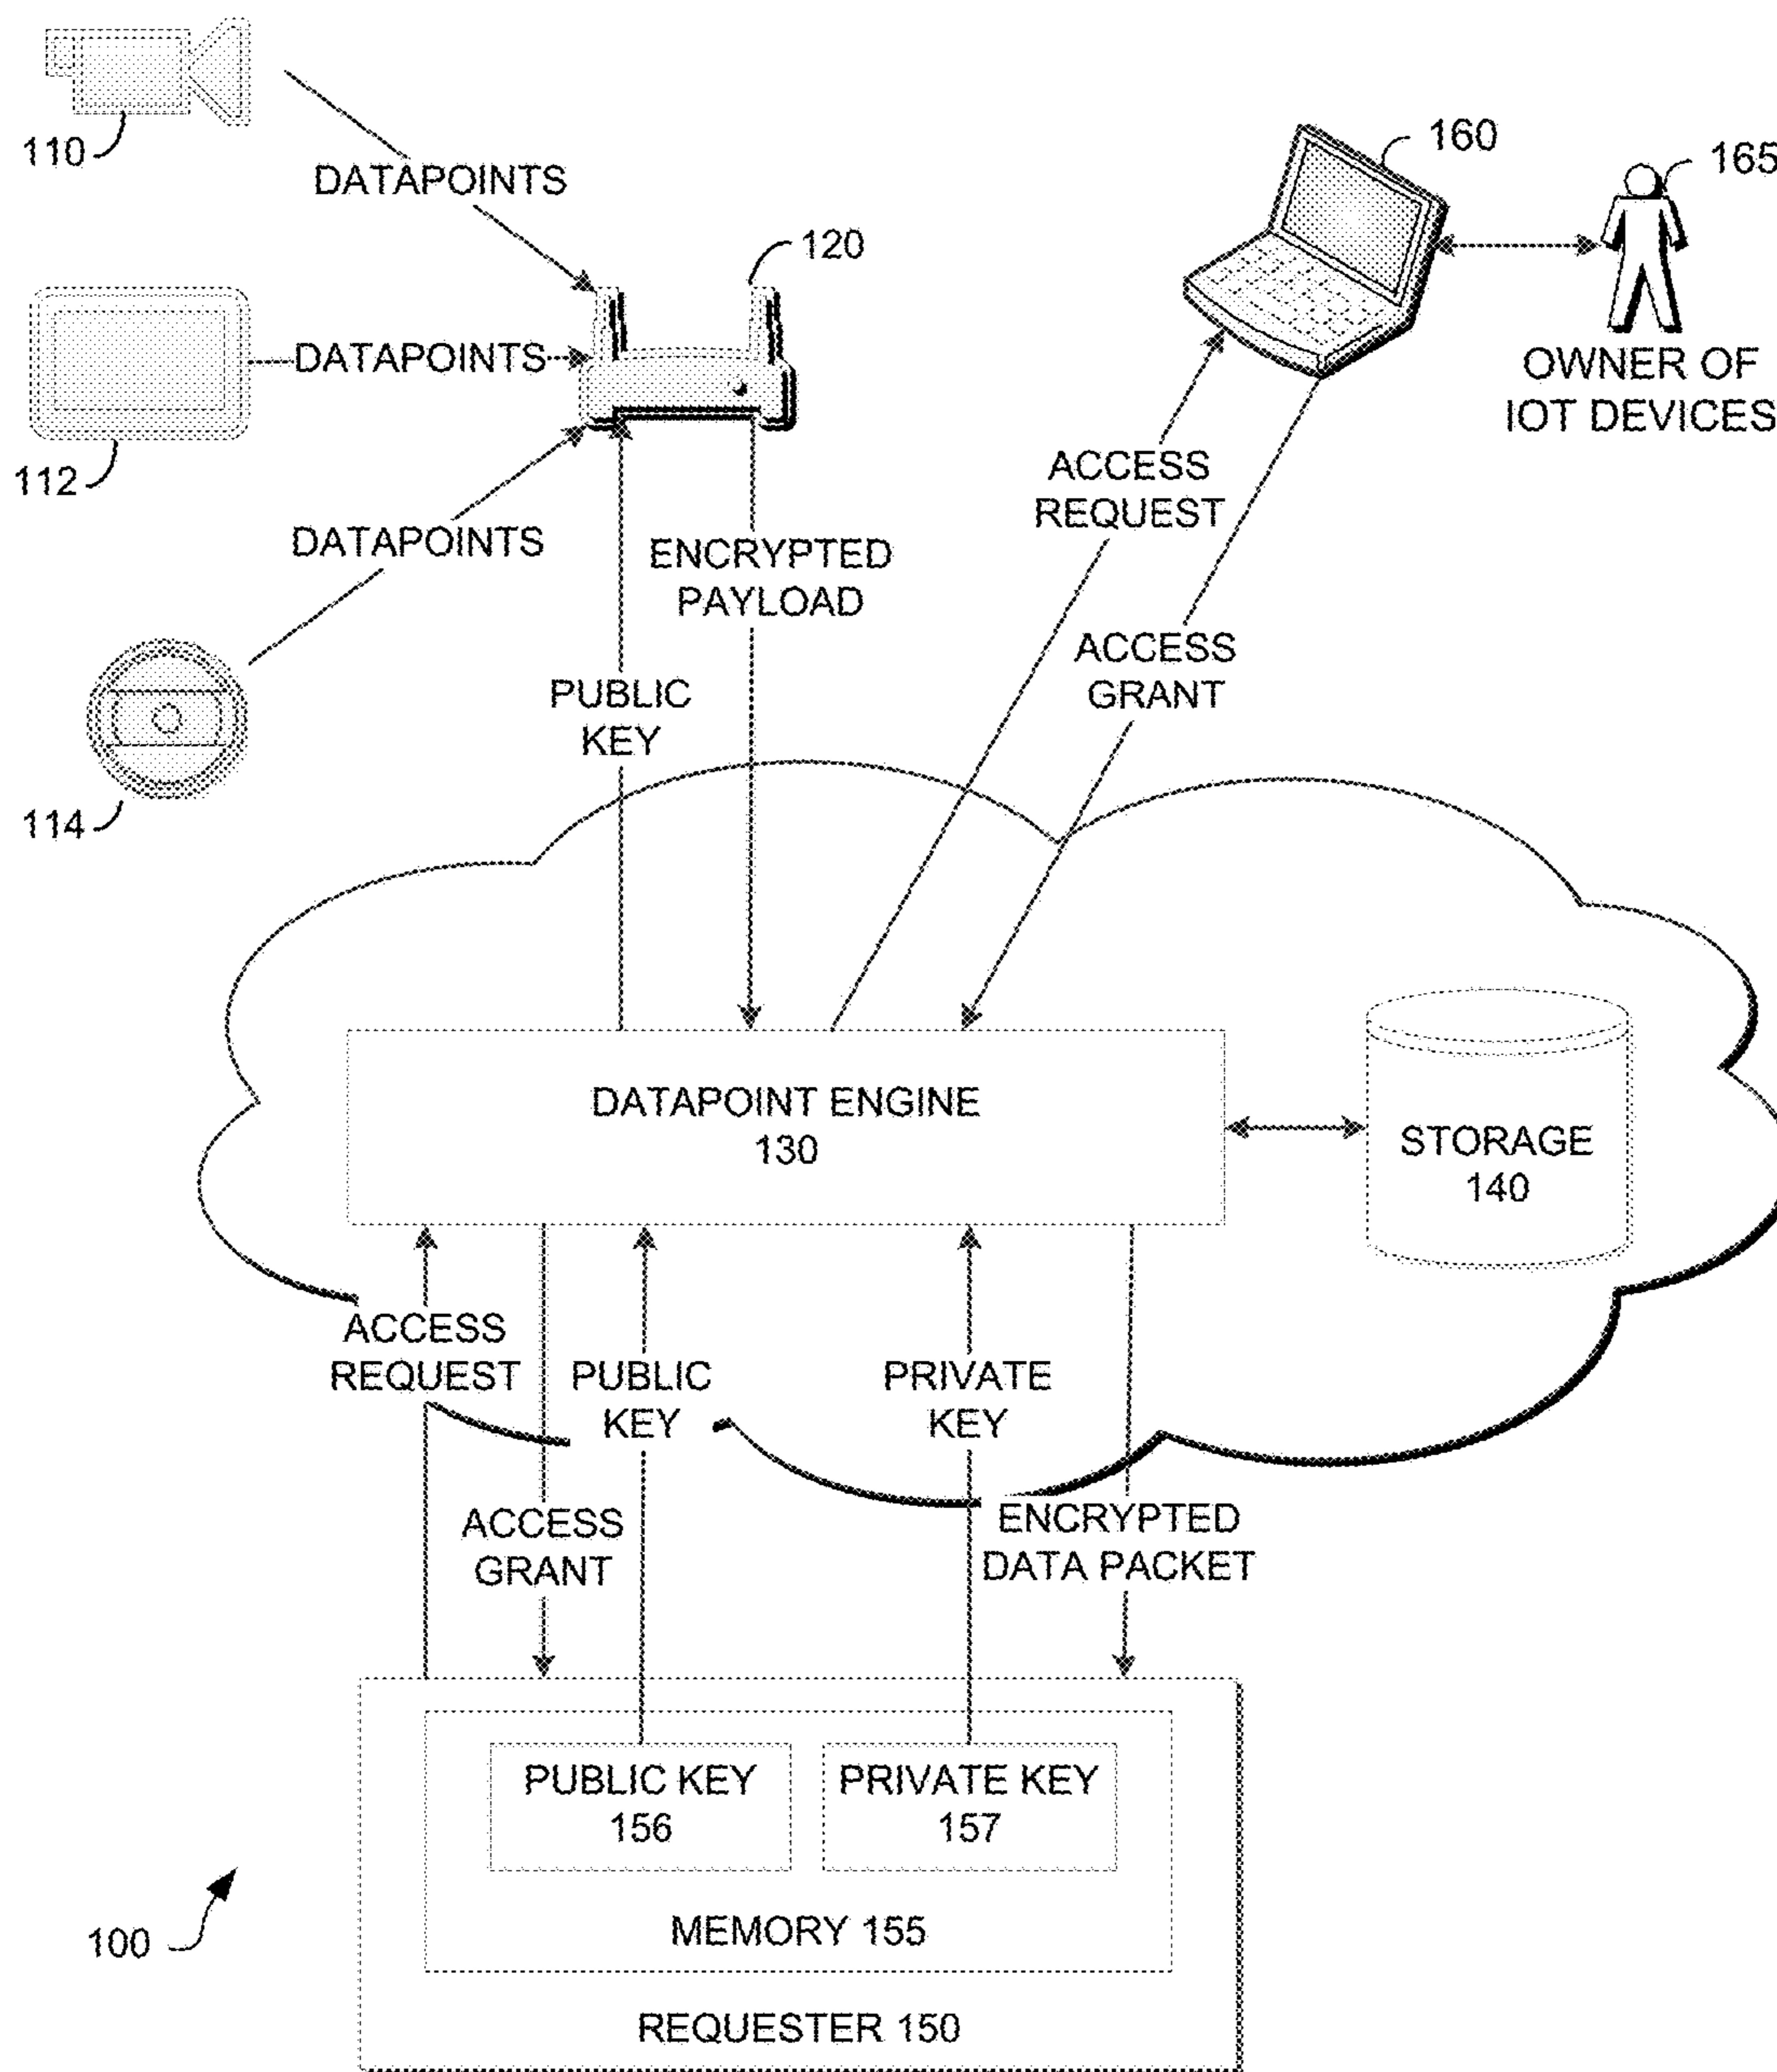 110
DATAPOINTS
160
165
120
DATAPOINTS
OWNER OF
IOT DEVICES
112
ACCESS
REQUEST
DATAPOINTS
ENCRYPTED
PAYLOAD
ACCESS
GRANT
PUBLIC
KEY
114
DATAPOINT ENGINE
130
STORAGE
140
ACCESS
REQUEST
PUBLIC
KEY
PRIVATE
KEY
ACCESS
GRANT
ENCRYPTED
DATA PACKET
PUBLIC KEY
156
PRIVATE KEY
157
MEMORY 155
100
REQUESTER 150